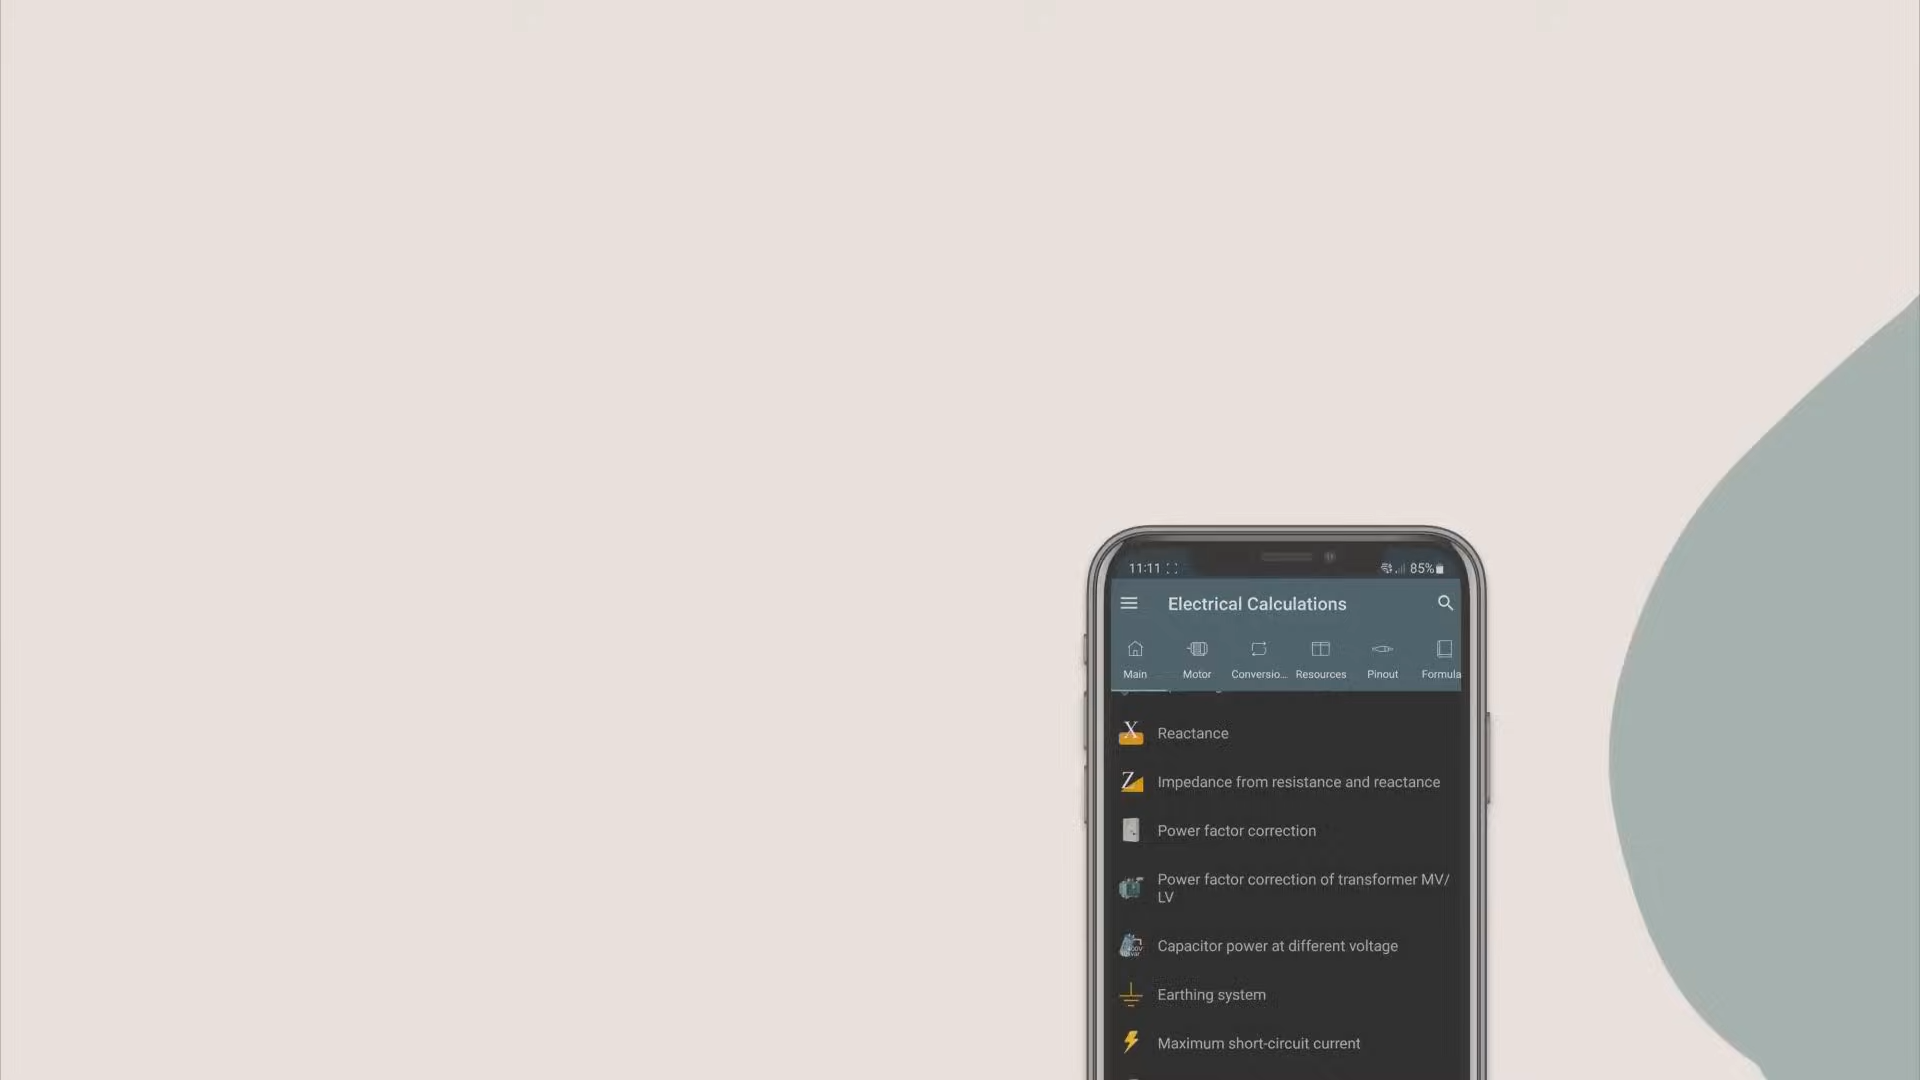 11:11
85%
Electrical Calculations
Main
Motor
Conversio...
Resources
Pinout
Formula
X
Reactance
Z
Impedance from resistance and reactance
Power factor correction
Power factor correction of transformer MV/
LV
Capacitor power at different voltage
Earthing system
Maximum short-circuit current